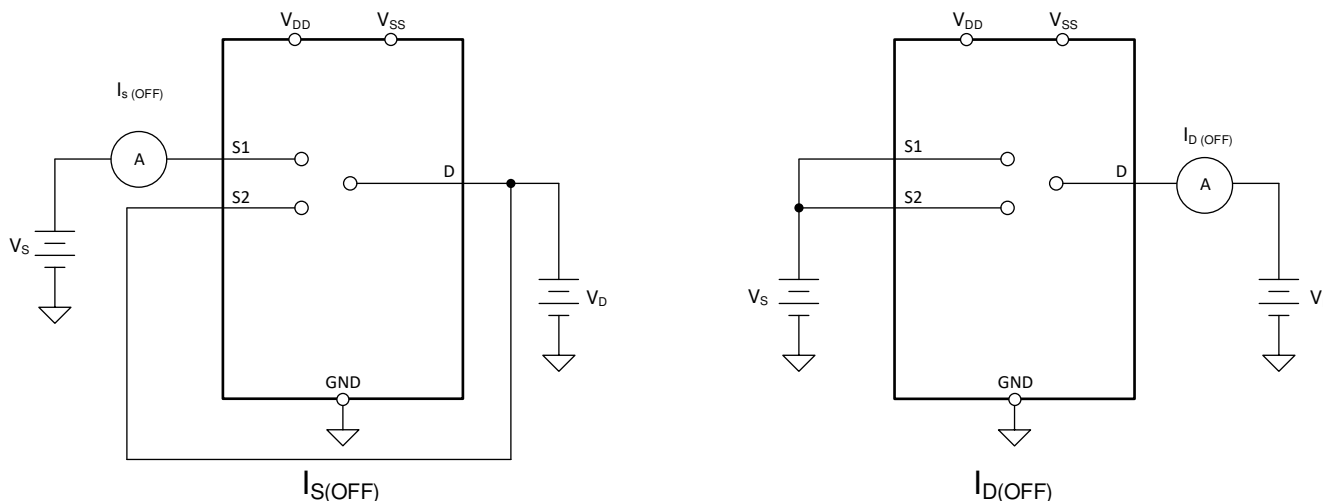 VDD
VSS
Is (OFF)
A
S1
D
S2
VS
VD
GND
IS(OFF)
VDD
VSS
S1
ID (OFF)
D
A
S2
VS
V
GND
ID(OFF)